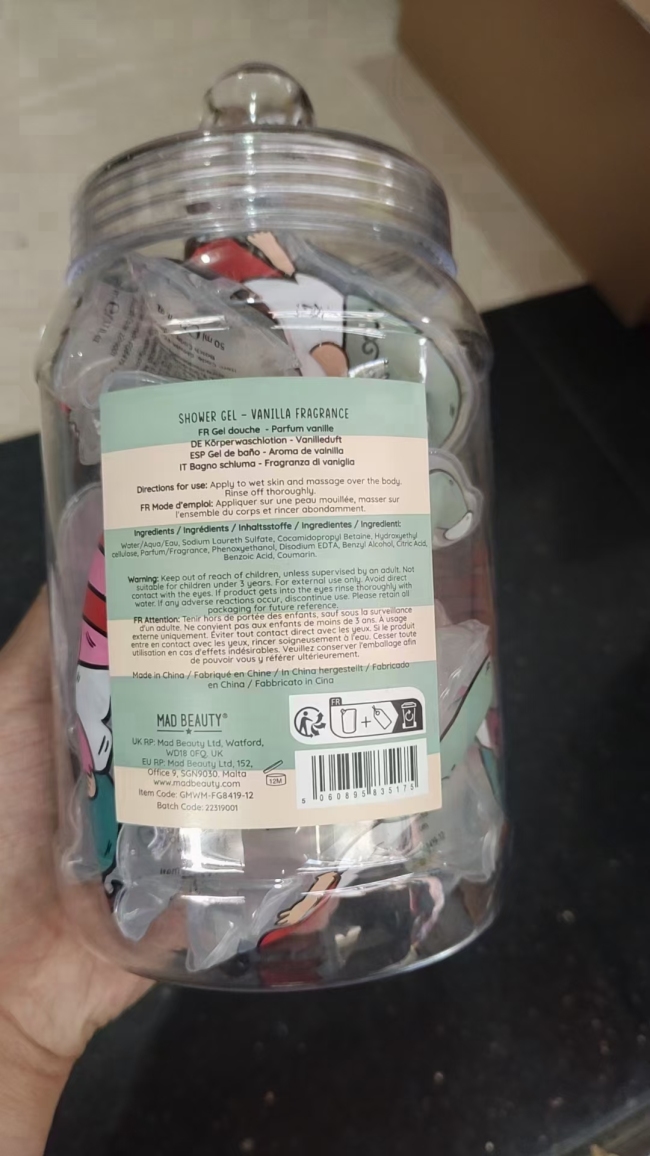 50 ml
SHOWER GEL – VANILLA FRAGRANCE
FR Gel douche - Parfum vanille
DE Körperwaschlotion - Vanilleduft
ESP Gel de baño - Aroma de vainilla
IT Bagno schiuma - Fragranza di vaniglia
Directions for use: Apply to wet skin and massage over the body.
Rinse off thoroughly.
FR Mode d'emploi: Appliquer sur une peau mouillée, masser sur
l'ensemble du corps et rincer abondamment.
Ingredients / Ingrédients / Inhaltsstoffe / Ingredientes / Ingredienti:
Water/Aqua/Eau, Sodium Laureth Sulfate, Cocamidopropyl Betaine, Hydroxyethyl
cellulose, Parfum/Fragrance, Phenoxyethanol, Disodium EDTA, Benzyl Alcohol, Citric Acid,
Benzoic Acid, Coumarin.
Warning: Keep out of reach of children, unless supervised by an adult. Not
suitable for children under 3 years. For external use only. Avoid direct
contact with the eyes. If product gets into the eyes rinse thoroughly with
water. If any adverse reactions occur, discontinue use. Please retain all
packaging for future reference.
FR Attention: Tenir hors de portée des enfants, sauf sous la surveillance
d'un adulte. Ne convient pas aux enfants de moins de 3 ans. À usage
externe uniquement. Éviter tout contact direct avec les yeux. Si le produit
entre en contact avec les yeux, rincer soigneusement à l'eau. Cesser toute
utilisation en cas d'effets indésirables. Veuillez conserver l'emballage afin
de pouvoir y référer ultérieurement.
Made in China / Fabriqué en Chine / In China hergestellt / Fabricado
en China / Fabbricato in Cina
MAD BEAUTY®
UK RP: Mad Beauty Ltd, Watford,
WD18 0FQ. UK
EU RP: Mad Beauty Ltd, 152,
Office 9, SGN9030. Malta
www.madbeauty.com
Item Code: GMWM-FG8419-12
Batch Code: 22319001
12M
FR
5 060895 835175